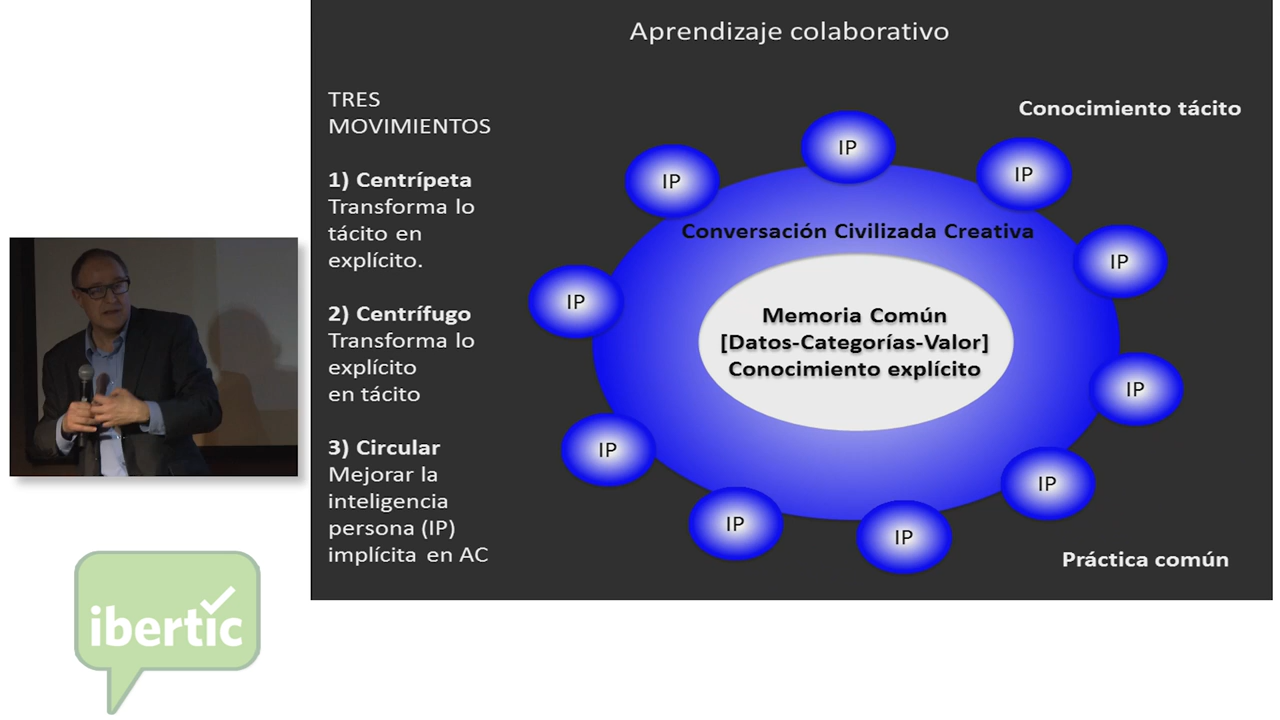 Aprendizaje colaborativo
TRES
MOVIMIENTOS
1) Centrípeta
Transforma lo
tácito en
explícito.
2) Centrífugo
Transforma lo
explícito
en tácito
3) Circular
Mejorar la
inteligencia
persona (IP)
implícita en AC
Conocimiento tácito
IP
IP
IP
IP
IP
IP
IP
IP
IP
IP
Conversación Civilizada Creativa
Memoria Común
[Datos-Categorías-Valor]
Conocimiento explícito
Práctica común
ibertic